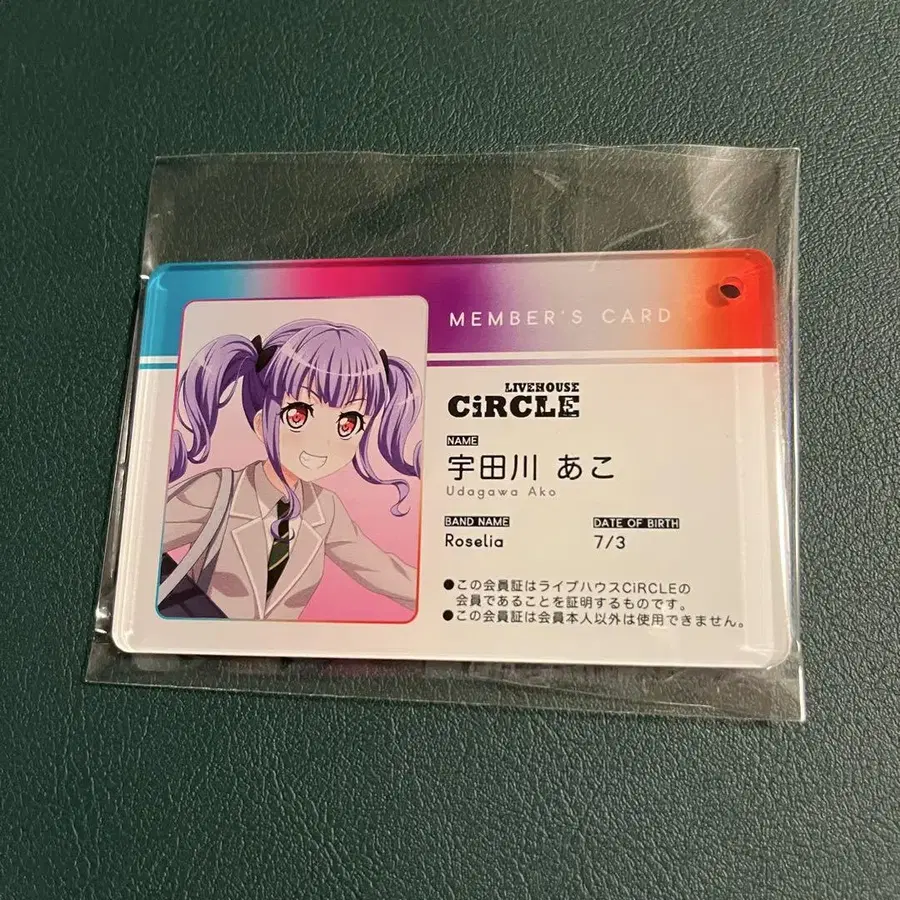 MEMBER'S CARD
LIVEHOUSE
CiRCLE
NAME
宇田川 あこ
Udagawa Ako
BAND NAME
Roselia
DATE OF BIRTH
7/3
●この会員証はライブハウスCiRCLEの
会員であることを証明するものです。
●この会員証は会員本人以外は使用できません。